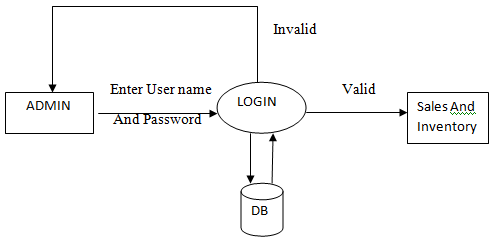 Invalid
Enter User name
Valid
ADMIN
LOGIN
Sales And
And Password
Inventory
DB